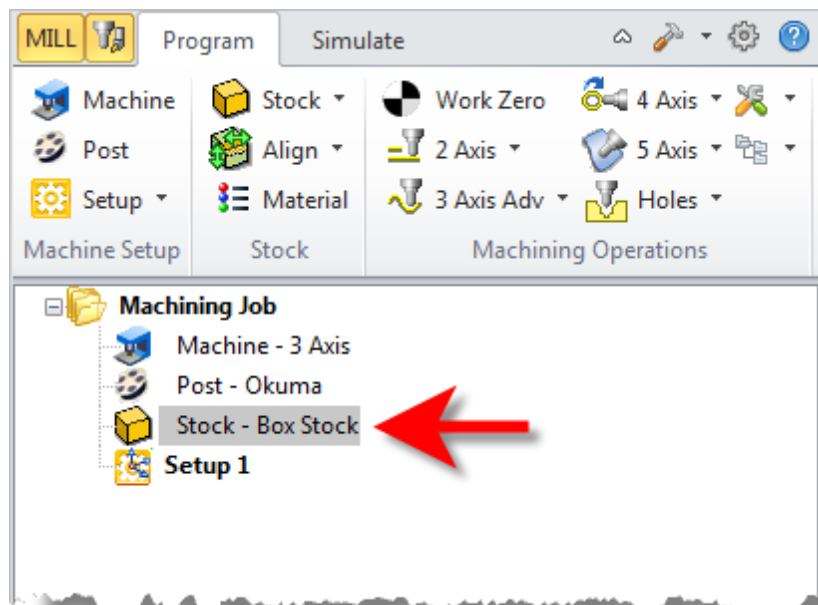 MILL Program Simulate
Machine Stock Work Zero 4 Axis
Post Align 2 Axis 5 Axis
Setup Material 3 Axis Adv Holes
Machine Setup Stock Machining Operations
Machining Job
Machine - 3 Axis
Post - Okuma
Stock - Box Stock
Setup 1